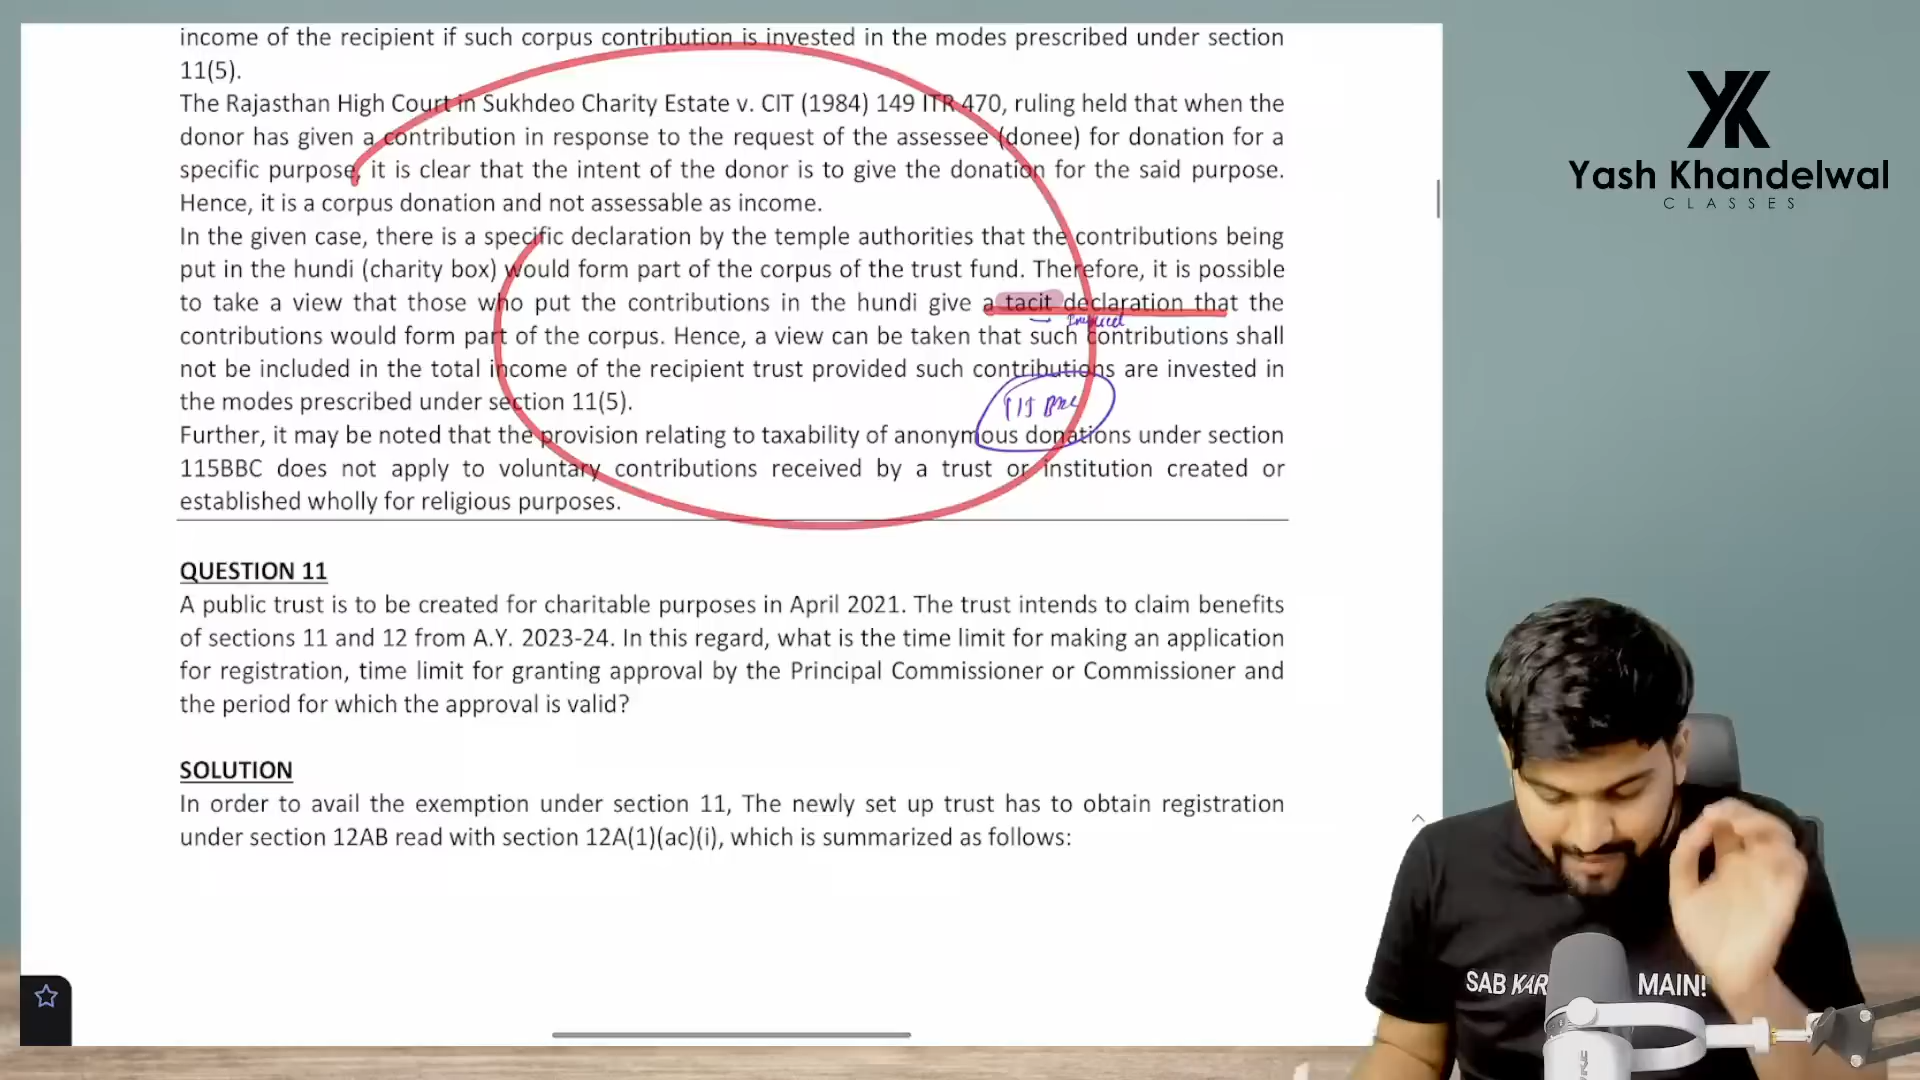 income of the recipient if such corpus contribution is invested in the modes prescribed under section
11(5).
The Rajasthan High Court in Sukhdeo Charity Estate v. CIT (1984) 149 ITR 470, ruling held that when the
donor has given a contribution in response to the request of the assessee (donee) for donation for a
specific purpose, it is clear that the intent of the donor is to give the donation for the said purpose.
Hence, it is a corpus donation and not assessable as income.
In the given case, there is a specific declaration by the temple authorities that the contributions being
put in the hundi (charity box) would form part of the corpus of the trust fund. Therefore, it is possible
to take a view that those who put the contributions in the hundi give a tacit declaration that the
contributions would form part of the corpus. Hence, a view can be taken that such contributions shall
not be included in the total income of the recipient trust provided such contributions are invested in
the modes prescribed under section 11(5).
Further, it may be noted that the provision relating to taxability of anonymous donations under section
115BBC does not apply to voluntary contributions received by a trust or institution created or
established wholly for religious purposes.
QUESTION 11
A public trust is to be created for charitable purposes in April 2021. The trust intends to claim benefits
of sections 11 and 12 from A.Y. 2023-24. In this regard, what is the time limit for making an application
for registration, time limit for granting approval by the Principal Commissioner or Commissioner and
the period for which the approval is valid?
SOLUTION
In order to avail the exemption under section 11, The newly set up trust has to obtain registration
under section 12AB read with section 12A(1)(ac)(i), which is summarized as follows:
YK
Yash Khandelwal
CLASSES
SAB KAR MAIN!